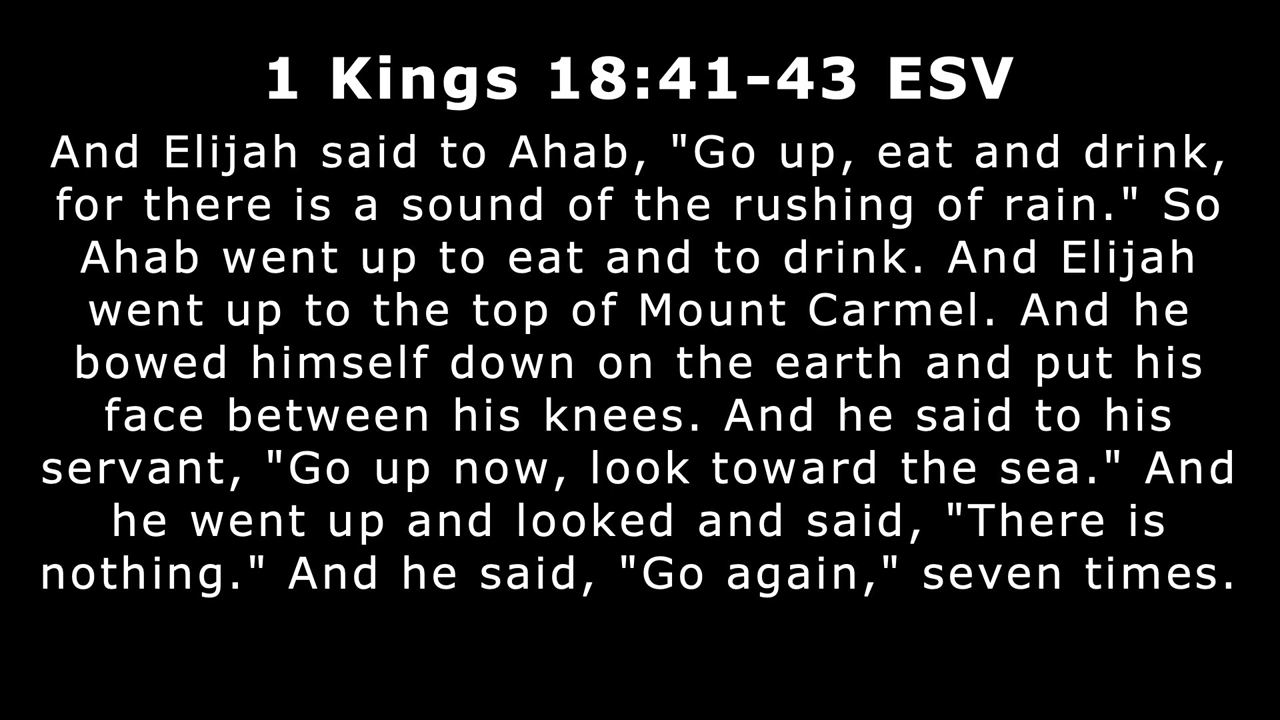 1 Kings 18:41-43 ESV
And Elijah said to Ahab, "Go up, eat and drink,
for there is a sound of the rushing of rain." So
Ahab went up to eat and to drink. And Elijah
went up to the top of Mount Carmel. And he
bowed himself down on the earth and put his
face between his knees. And he said to his
servant, "Go up now, look toward the sea." And
he went up and looked and said, "There is
nothing." And he said, "Go again," seven times.